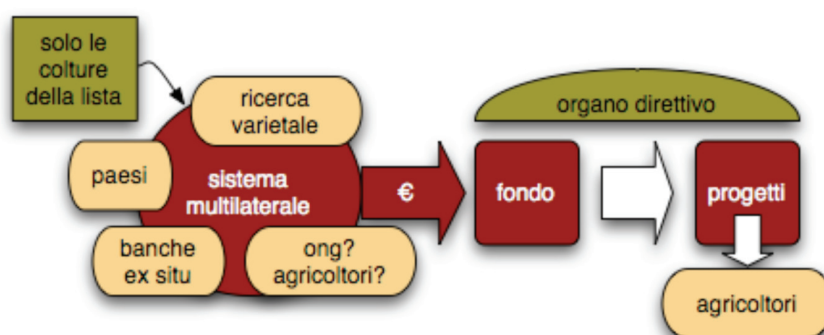 solo le
colture
della lista
ricerca
varietale
organo direttivo
paesi
sistema
multilaterale
€
fondo
progetti
banche
ex situ
ong?
agricoltori?
agricoltori